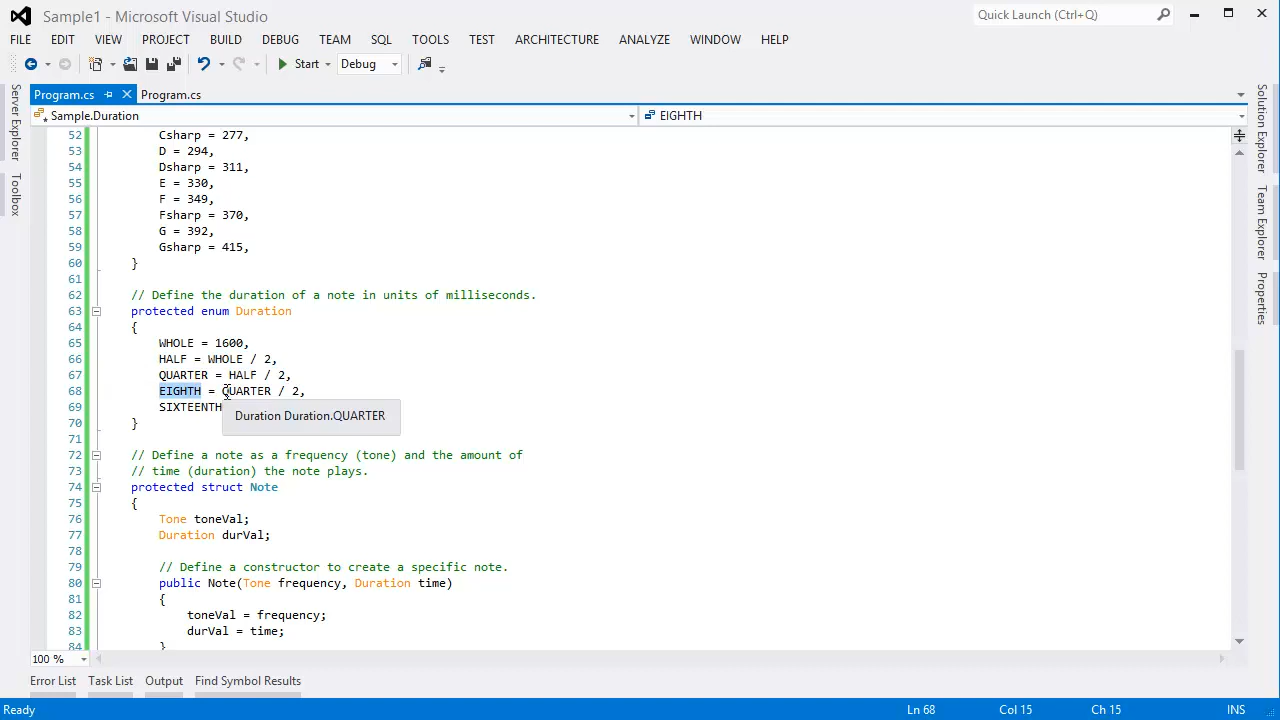 Sample1 - Microsoft Visual Studio
Quick Launch (Ctrl+Q)
FILE EDIT VIEW PROJECT BUILD DEBUG TEAM SQL TOOLS TEST ARCHITECTURE ANALYZE WINDOW HELP
Start Debug
Program.cs Program.cs
Sample.Duration EIGHTH
Server Explorer
Toolbox
Solution Explorer
Team Explorer
Properties
52 Csharp = 277,
53 D = 294,
54 Dsharp = 311,
55 E = 330,
56 F = 349,
57 Fsharp = 370,
58 G = 392,
59 Gsharp = 415,
60 }
61
62 // Define the duration of a note in units of milliseconds.
63 protected enum Duration
64 {
65 WHOLE = 1600,
66 HALF = WHOLE / 2,
67 QUARTER = HALF / 2,
68 EIGHTH = QUARTER / 2,
69 SIXTEENTH
Duration Duration.QUARTER
70 }
71
72 // Define a note as a frequency (tone) and the amount of
73 // time (duration) the note plays.
74 protected struct Note
75 {
76 Tone toneVal;
77 Duration durVal;
78
79 // Define a constructor to create a specific note.
80 public Note(Tone frequency, Duration time)
81 {
82 toneVal = frequency;
83 durVal = time;
84 }
100 %
Error List Task List Output Find Symbol Results
Ready Ln 68 Col 15 Ch 15 INS